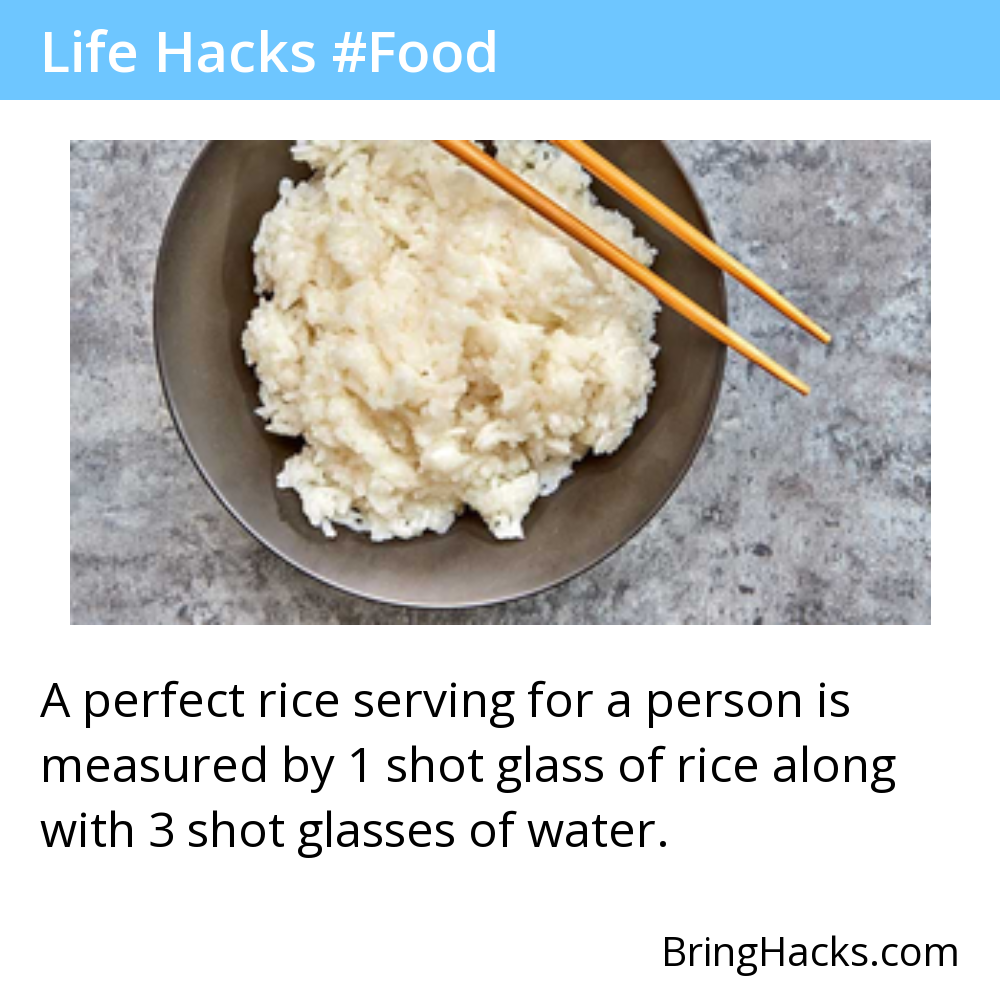 Life Hacks #Food
A perfect rice serving for a person is
measured by 1 shot glass of rice along
with 3 shot glasses of water.
BringHacks.com